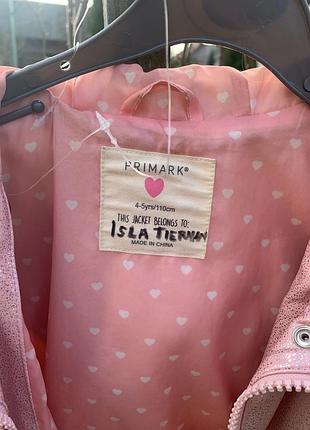 PRIMARK®
4-5yrs/110cm
THIS JACKET BELONGS TO:
ISLA TIERNAN
MADE IN CHINA